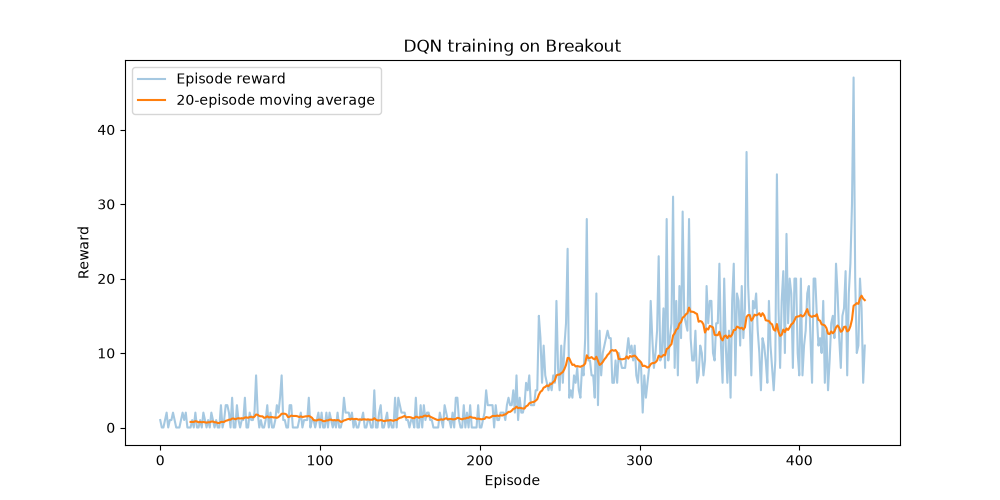 DQN training on Breakout
Episode reward
20-episode moving average
Reward
40
30
20
10
0
0 100 200 300 400
Episode